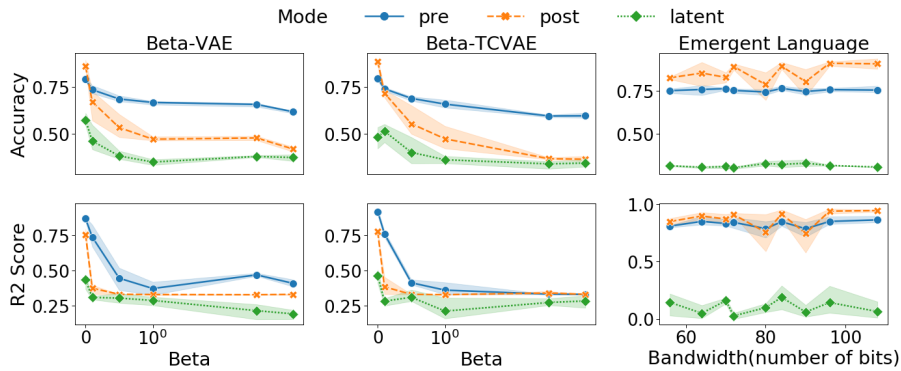 Mode pre post latent
Beta-VAE Beta-TCVAE Emergent Language
Accuracy
0.75 0.75 0.75
0.50 0.50 0.50
R2 Score
0.75 0.75 1.0
0.50 0.50 0.5
0.25 0.25 0.0
0 10⁰ 0 10⁰ 60 80 100
Beta Beta Bandwidth(number of bits)